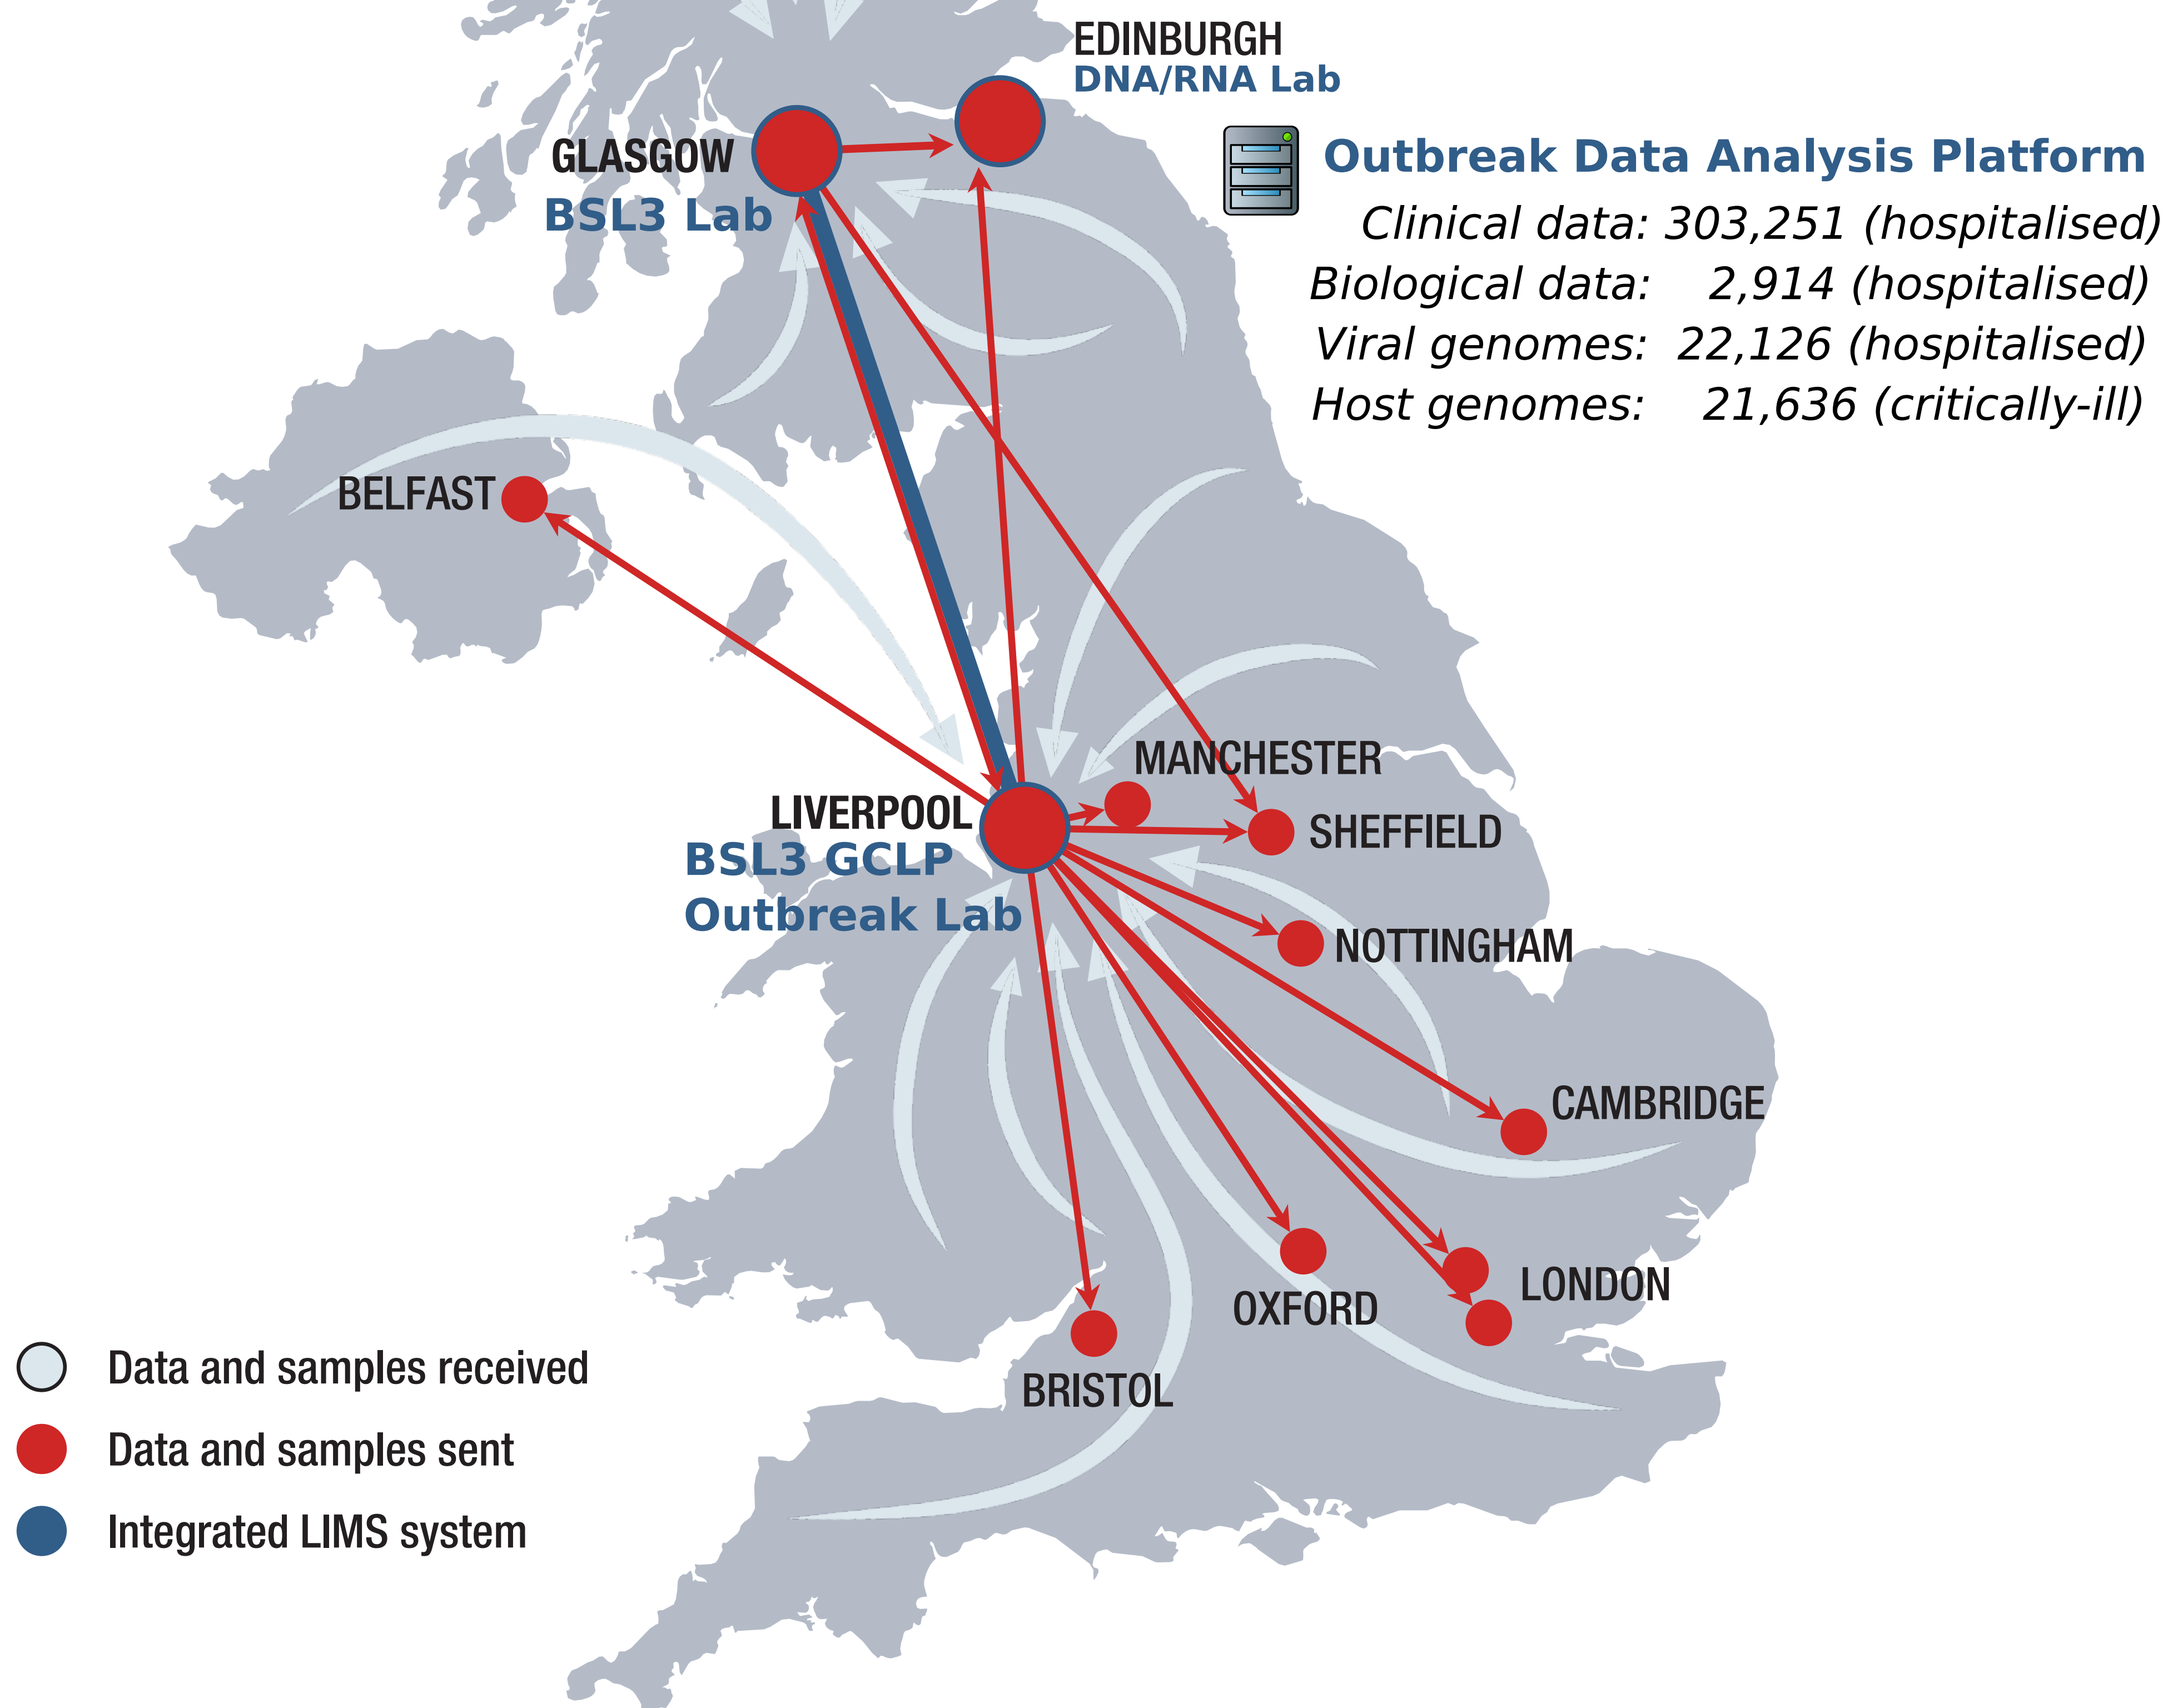 EDINBURGH
DNA/RNA Lab
GLASGOW
BSL3 Lab
Outbreak Data Analysis Platform
Clinical data: 303,251 (hospitalised)
Biological data: 2,914 (hospitalised)
Viral genomes: 22,126 (hospitalised)
Host genomes: 21,636 (critically-ill)
BELFAST
MANCHESTER
LIVERPOOL
BSL3 GCLP
Outbreak Lab
SHEFFIELD
NOTTINGHAM
CAMBRIDGE
LONDON
OXFORD
BRISTOL
Data and samples received
Data and samples sent
Integrated LIMS system